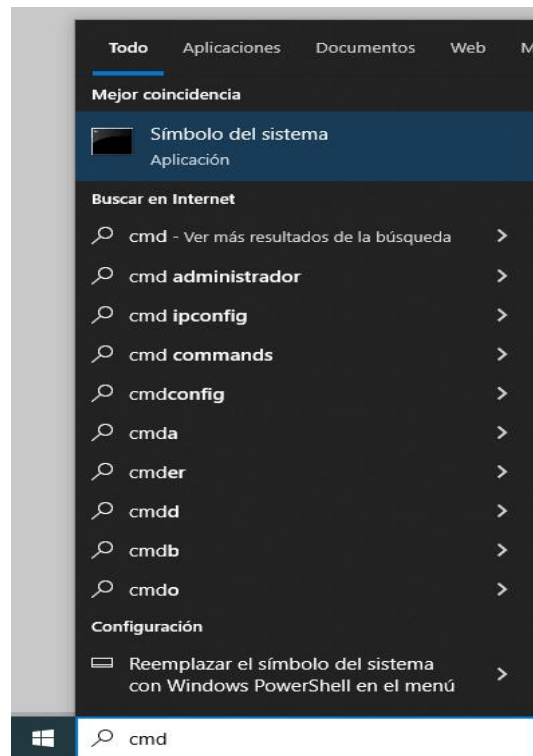 Todo Aplicaciones Documentos Web M
Mejor coincidencia
Símbolo del sistema
Aplicación
Buscar en Internet
cmd - Ver más resultados de la búsqueda
cmd administrador
cmd ipconfig
cmd commands
cmdconfig
cmda
cmder
cmdd
cmdb
cmdo
Configuración
Reemplazar el símbolo del sistema
con Windows PowerShell en el menú
cmd